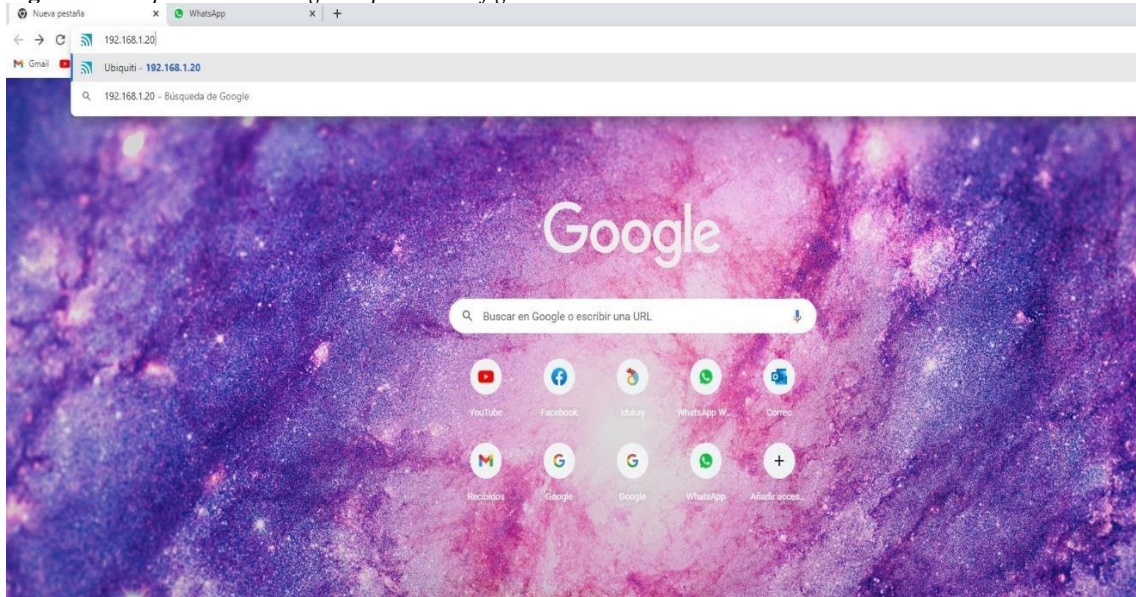 Nueva pestaña
WhatsApp
192.168.1.20
Gmail
Ubiquiti - 192.168.1.20
192.168.1.20 - Búsqueda de Google
Google
Buscar en Google o escribir una URL
YouTube Facebook Idukay WhatsApp W... Correo
Recibidos Google Google WhatsApp Añadir acces...